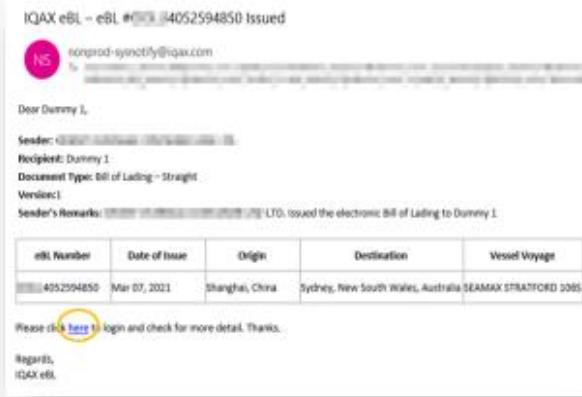 IQAX eBL – eBL # 4052594850 Issued
NS
nonprod-sysnotify@iqax.com
To
Dear Dummy 1,
Sender:
Recipient: Dummy 1
Document Type: Bill of Lading – Straight
Version:1
Sender's Remarks: LTD. issued the electronic Bill of Lading to Dummy 1
eBL Number Date of Issue Origin Destination Vessel Voyage
4052594850 Mar 07, 2021 Shanghai, China Sydney, New South Wales, Australia SEAMAX STRATFORD 106S
Please click here to login and check for more detail. Thanks.
Regards,
IQAX eBL